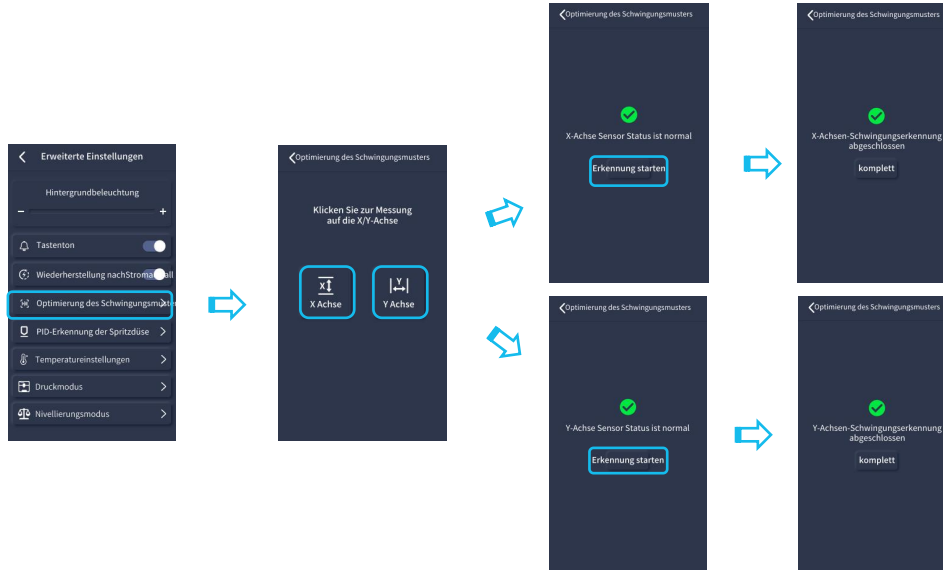 Erweiterte Einstellungen
Hintergrundbeleuchtung
− +
Tastenton
Wiederherstellung nachStromausfall
Optimierung des Schwingungsmusters
PID-Erkennung der Spritzdüse
Temperatureinstellungen
Druckmodus
Nivellierungsmodus
Optimierung des Schwingungsmusters
Klicken Sie zur Messung
auf die X/Y-Achse
X
X Achse
Y
Y Achse
Optimierung des Schwingungsmusters
X-Achse Sensor Status ist normal
Erkennung starten
Optimierung des Schwingungsmusters
X-Achsen-Schwingungserkennung
abgeschlossen
komplett
Optimierung des Schwingungsmusters
Y-Achse Sensor Status ist normal
Erkennung starten
Optimierung des Schwingungsmusters
Y-Achsen-Schwingungserkennung
abgeschlossen
komplett